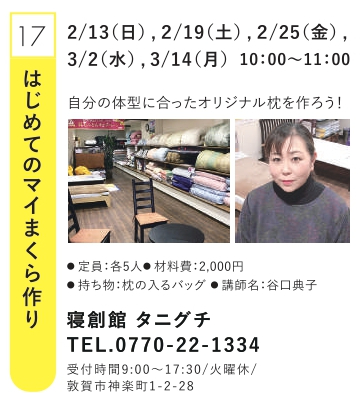 17
はじめてのマイまくら作り
2/13(日) , 2/19(土) , 2/25(金) ,
3/2(水) , 3/14(月) 10:00〜11:00
自分の体型に合ったオリジナル枕を作ろう!
●定員:各5人●材料費:2,000円
●持ち物:枕の入るバッグ ●講師名:谷口典子
寝創館 タニグチ
TEL.0770-22-1334
受付時間9:00〜17:30/火曜休/
敦賀市神楽町1-2-28